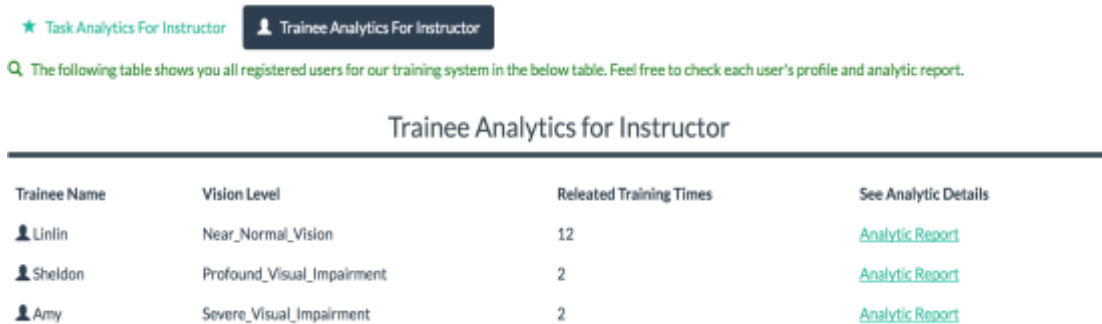 Task Analytics For Instructor Trainee Analytics For Instructor
The following table shows you all registered users for our training system in the below table. Feel free to check each user's profile and analytic report.
Trainee Analytics for Instructor
Trainee Name Vision Level Releated Training Times See Analytic Details
Linlin Near_Normal_Vision 12 Analytic Report
Sheldon Profound_Visual_Impairment 2 Analytic Report
Amy Severe_Visual_Impairment 2 Analytic Report